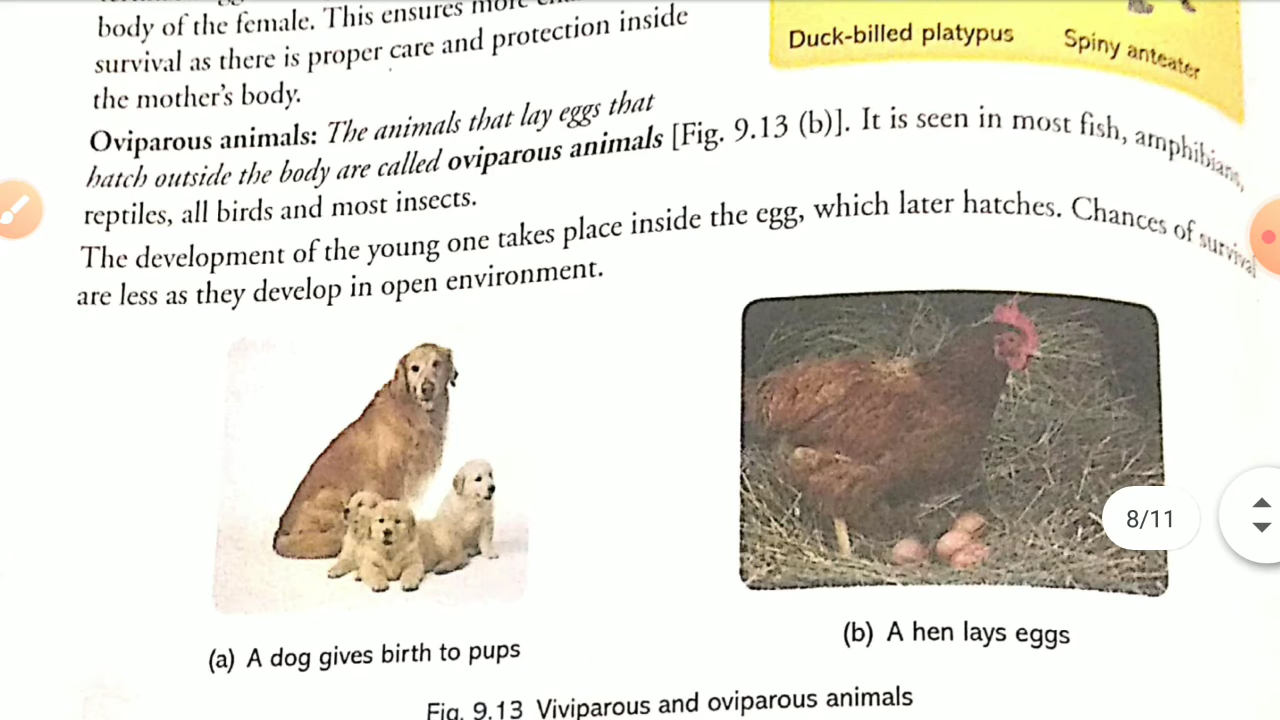 body of the female. This ensures more
survival as there is proper care and protection inside
the mother's body.
Duck-billed platypus
Spiny anteater
Oviparous animals: The animals that lay eggs that
hatch outside the body are called oviparous animals [Fig. 9.13 (b)]. It is seen in most fish, amphibians,
reptiles, all birds and most insects.
The development of the young one takes place inside the egg, which later hatches. Chances of survival
are less as they develop in open environment.
8/11
(a) A dog gives birth to pups
(b) A hen lays eggs
Fig. 9.13 Viviparous and oviparous animals